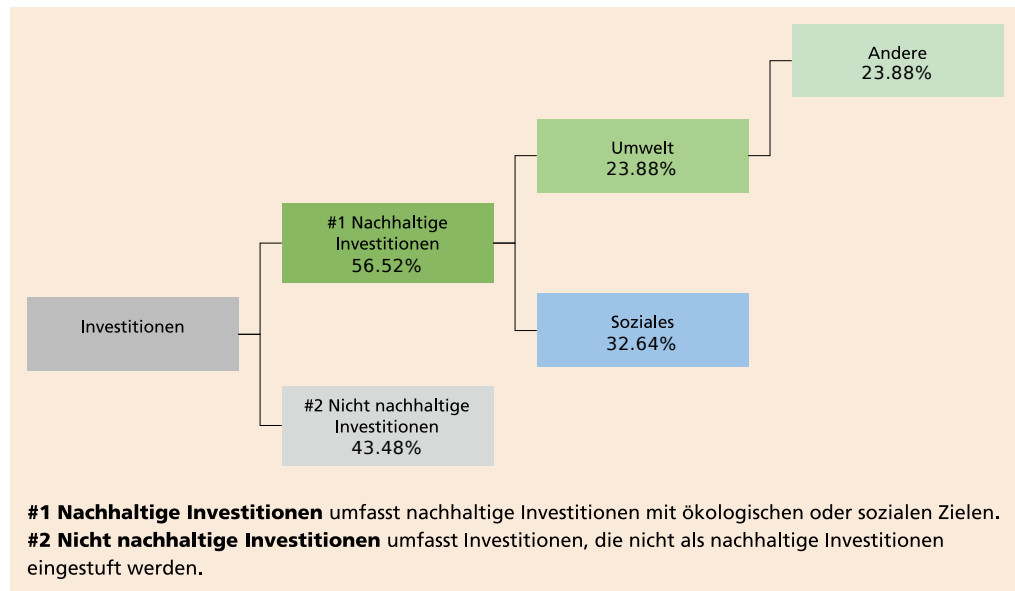 Andere
23.88%
Umwelt
23.88%
#1 Nachhaltige
Investitionen
56.52%
Investitionen
Soziales
32.64%
#2 Nicht nachhaltige
Investitionen
43.48%
#1 Nachhaltige Investitionen umfasst nachhaltige Investitionen mit ökologischen oder sozialen Zielen.
#2 Nicht nachhaltige Investitionen umfasst Investitionen, die nicht als nachhaltige Investitionen
eingestuft werden.